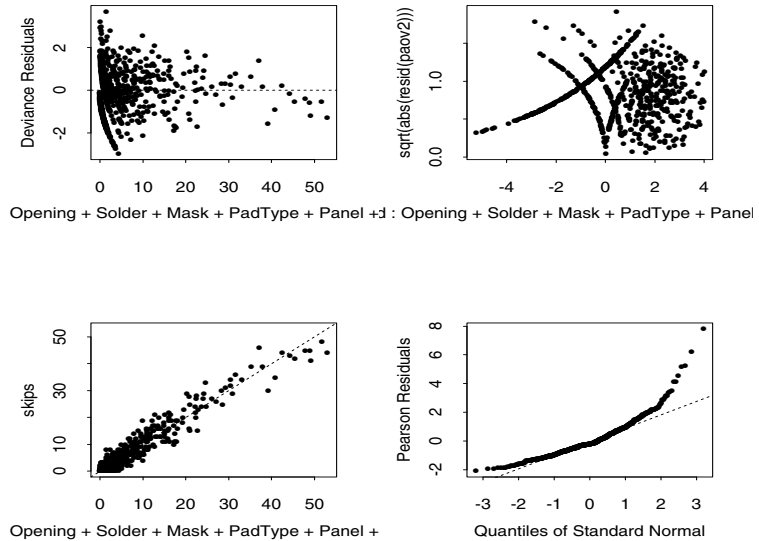 Deviance Residuals
2
0
-2
0 10 20 30 40 50
Opening + Solder + Mask + PadType + Panel +
sqrt(abs(resid(paov2)))
1.0
0.0
-4 -2 0 2 4
d : Opening + Solder + Mask + PadType + Panel
skips
50
30
10
0
0 10 20 30 40 50
Opening + Solder + Mask + PadType + Panel +
Pearson Residuals
8
6
4
2
0
-2
-3 -2 -1 0 1 2 3
Quantiles of Standard Normal